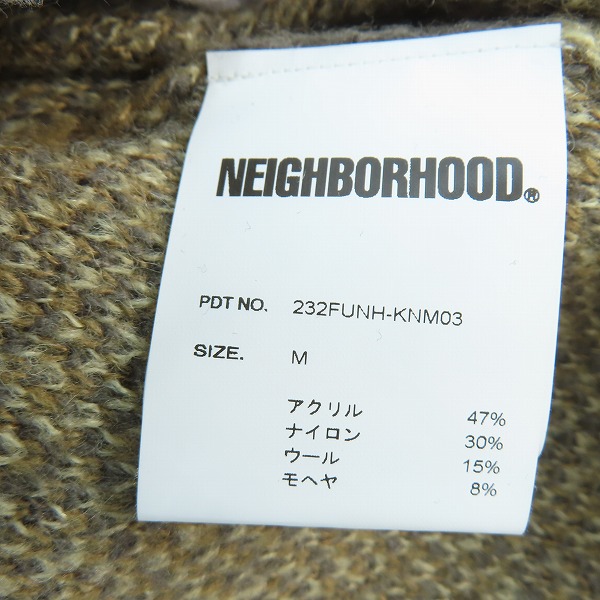 NEIGHBORHOOD®
PDT NO. 232FUNH-KNM03
SIZE. M
アクリル 47%
ナイロン 30%
ウール 15%
モヘヤ 8%